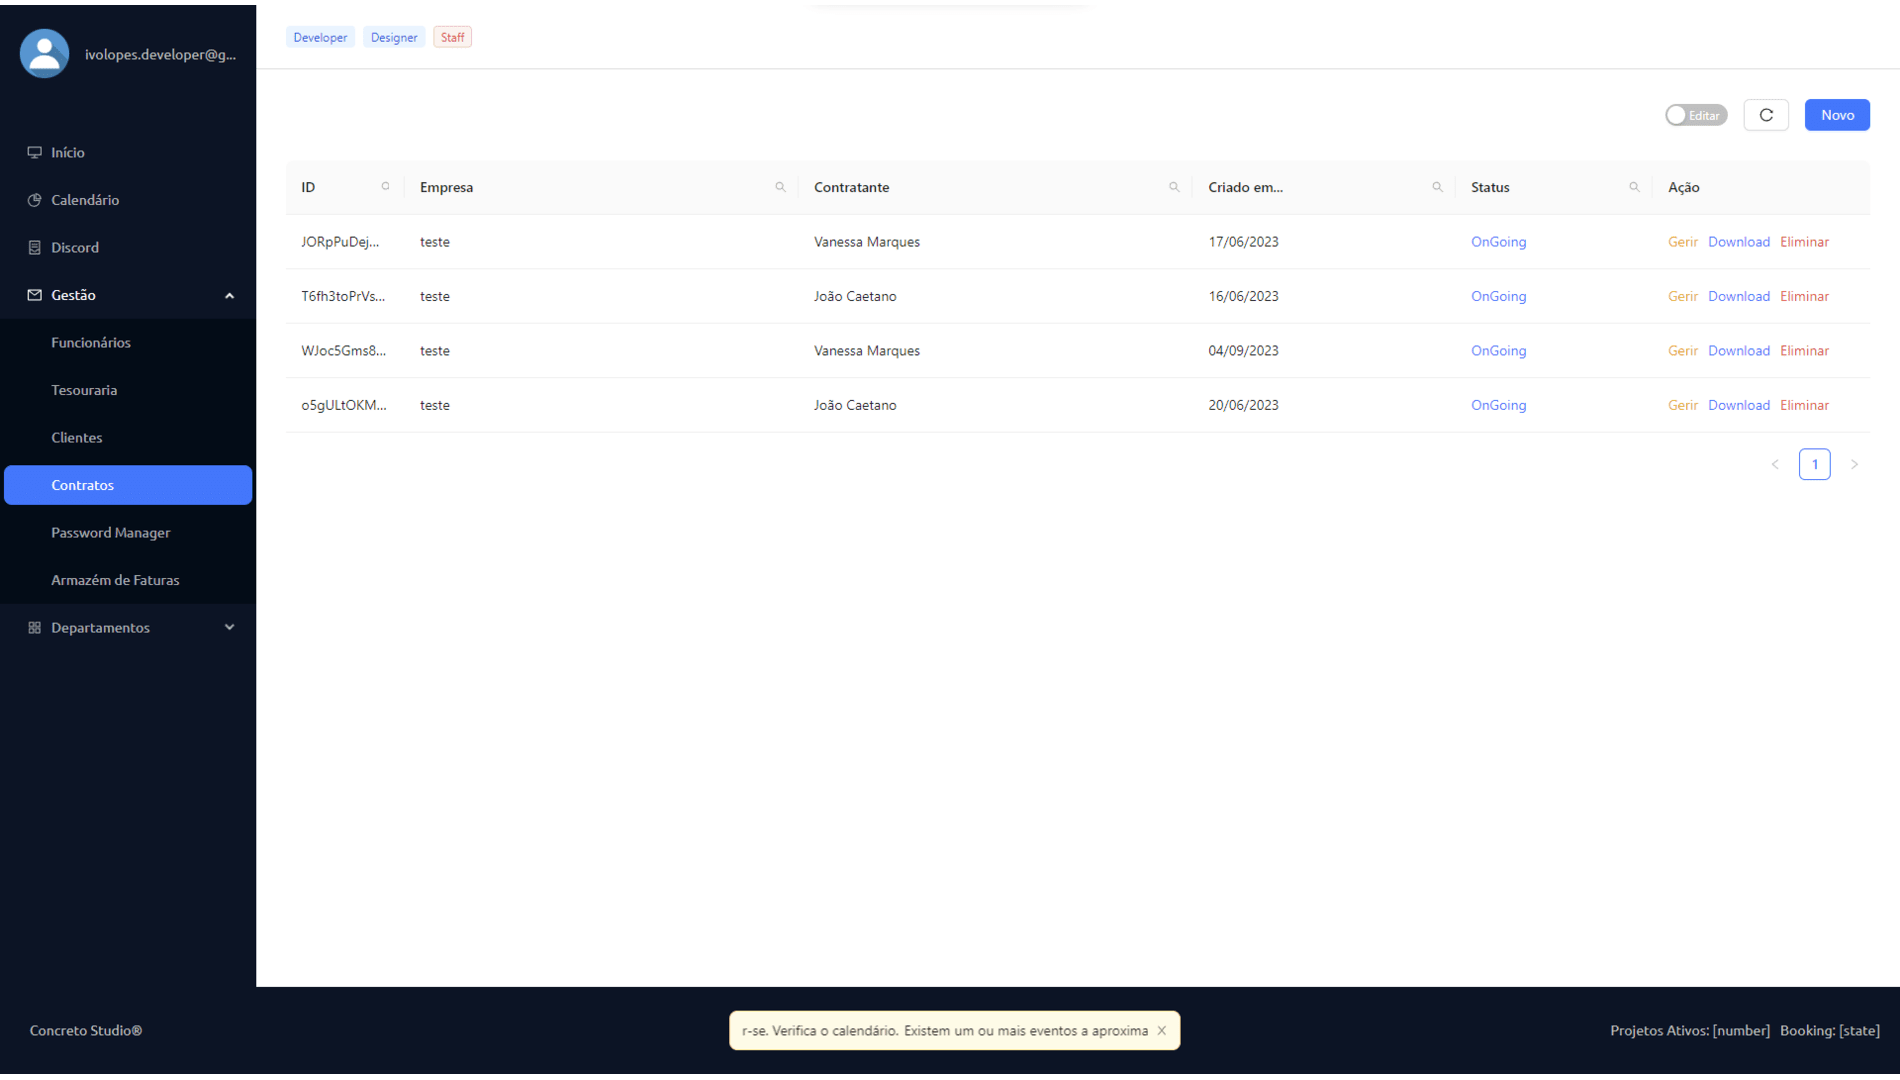 ivolopes.developer@g...
Developer Designer Staff
Editar
Novo
Início
Calendário
Discord
Gestão
Funcionários
Tesouraria
Clientes
Contratos
Password Manager
Armazém de Faturas
Departamentos
ID Empresa Contratante Criado em... Status Ação
JORpPuDej... teste Vanessa Marques 17/06/2023 OnGoing Gerir Download Eliminar
T6fh3toPrVs... teste João Caetano 16/06/2023 OnGoing Gerir Download Eliminar
WJoc5Gms8... teste Vanessa Marques 04/09/2023 OnGoing Gerir Download Eliminar
o5gULtOKM... teste João Caetano 20/06/2023 OnGoing Gerir Download Eliminar
1
Concreto Studio®
r-se. Verifica o calendário. Existem um ou mais eventos a aproxima
Projetos Ativos: [number] Booking: [state]